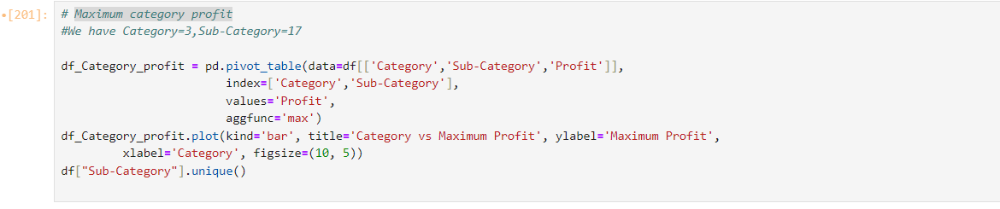 •[201]: # Maximum category profit
#We have Category=3,Sub-Category=17
df_Category_profit = pd.pivot_table(data=df[['Category','Sub-Category','Profit']],
index=['Category','Sub-Category'],
values='Profit',
aggfunc='max')
df_Category_profit.plot(kind='bar', title='Category vs Maximum Profit', ylabel='Maximum Profit',
xlabel='Category', figsize=(10, 5))
df["Sub-Category"].unique()